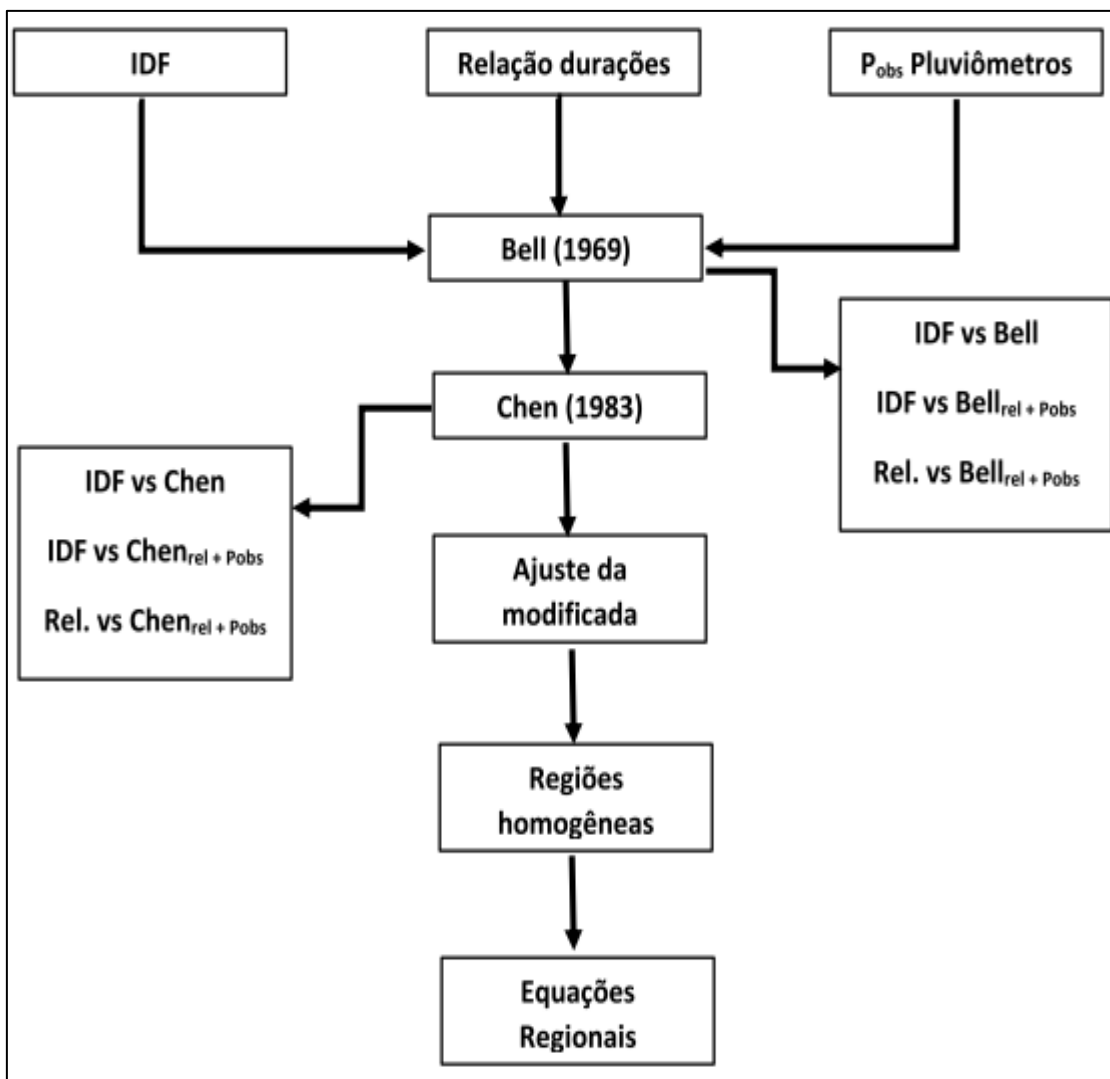 IDF
Relação durações
Pobs Pluviômetros
Bell (1969)
IDF vs Bell
IDF vs Bellrel + Pobs
Rel. vs Bellrel + Pobs
Chen (1983)
IDF vs Chen
IDF vs Chenrel + Pobs
Rel. vs Chenrel + Pobs
Ajuste da
modificada
Regiões
homogêneas
Equações
Regionais